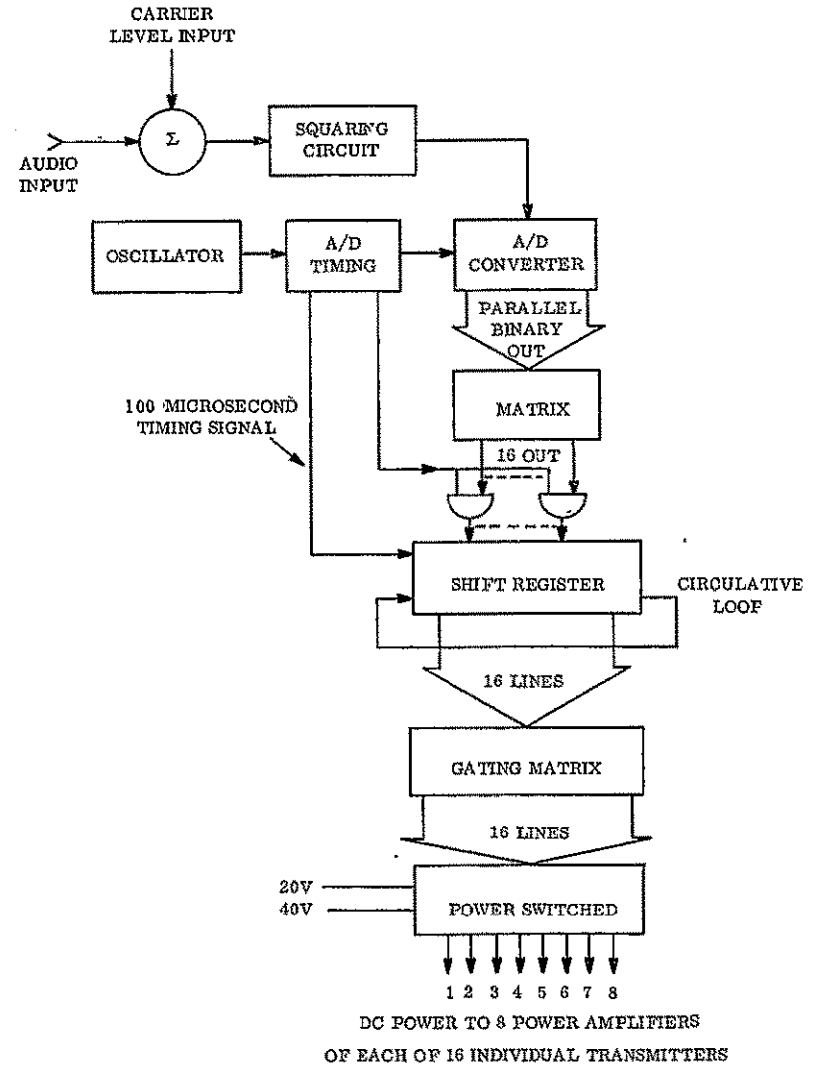 CARRIER
LEVEL INPUT
Σ
AUDIO
INPUT
SQUARING
CIRCUIT
OSCILLATOR
A/D
TIMING
A/D
CONVERTER
PARALLEL
BINARY
OUT
MATRIX
100 MICROSECOND
TIMING SIGNAL
16 OUT
SHIFT REGISTER
CIRCULATIVE
LOOP
16 LINES
GATING MATRIX
16 LINES
20V
40V
POWER SWITCHED
1 2 3 4 5 6 7 8
DC POWER TO 8 POWER AMPLIFIERS
OF EACH OF 16 INDIVIDUAL TRANSMITTERS